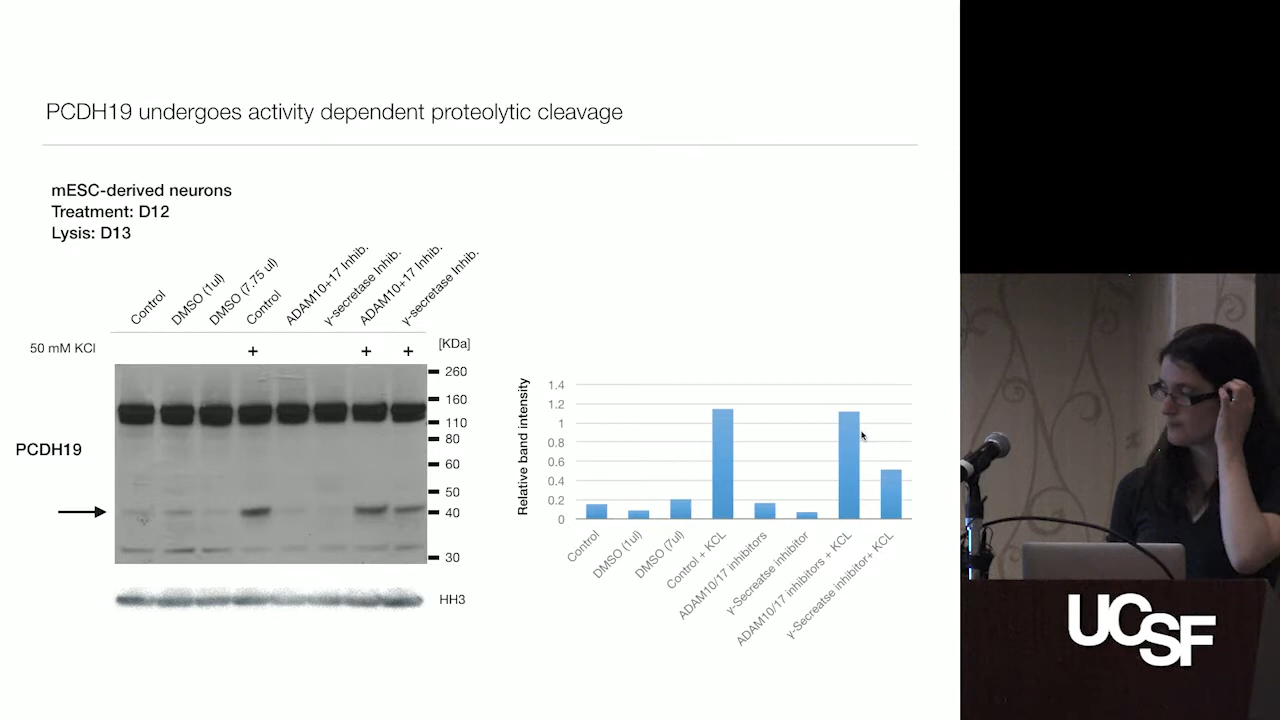 PCDH19 undergoes activity dependent proteolytic cleavage
mESC-derived neurons
Treatment: D12
Lysis: D13
Control
DMSO (1ul)
DMSO (7.75 ul)
Control
ADAM10+17 Inhib.
γ-secretase Inhib.
ADAM10+17 Inhib.
γ-secretase Inhib.
50 mM KCl
+
+
+
[KDa]
260
160
110
80
60
50
40
30
PCDH19
HH3
Relative band intensity
1.4
1.2
1
0.8
0.6
0.4
0.2
0
Control
DMSO (1ul)
DMSO (7ul)
Control + KCL
ADAM10/17 inhibitors
γ-Secreatse inhibitor
ADAM10/17 inhibitors + KCL
γ-Secreatse inhibitor+ KCL
UCSF